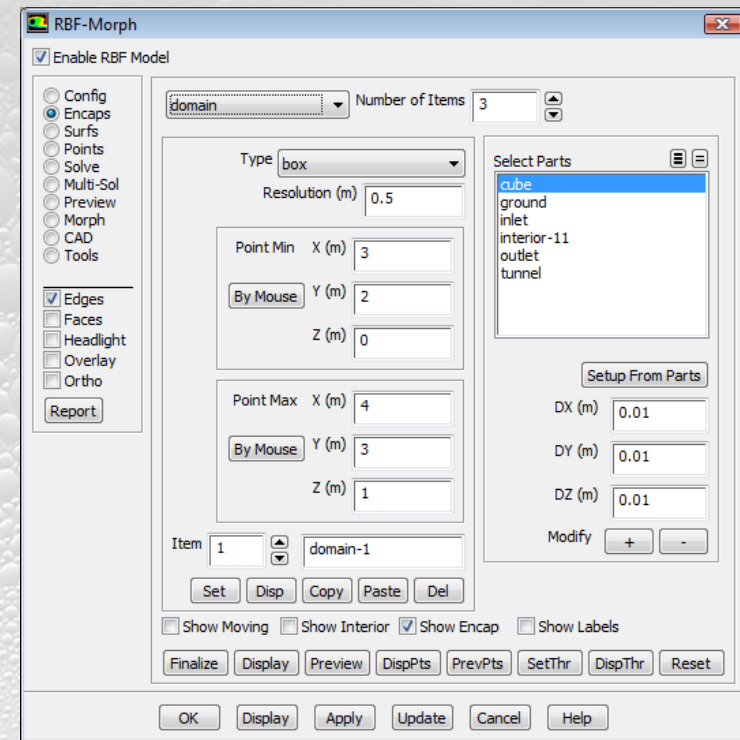 RBF-Morph
Enable RBF Model
Config
Encaps
Surfs
Points
Solve
Multi-Sol
Preview
Morph
CAD
Tools
Edges
Faces
Headlight
Overlay
Ortho
Report
domain Number of Items 3
Type box
Resolution (m) 0.5
Point Min X (m) 3
By Mouse Y (m) 2
Z (m) 0
Point Max X (m) 4
By Mouse Y (m) 3
Z (m) 1
Item 1 domain-1
Set Disp Copy Paste Del
Select Parts
cube
ground
inlet
interior-11
outlet
tunnel
Setup From Parts
DX (m) 0.01
DY (m) 0.01
DZ (m) 0.01
Modify + -
Show Moving Show Interior Show Encap Show Labels
Finalize Display Preview DispPts PrevPts SetThr DispThr Reset
OK Display Apply Update Cancel Help